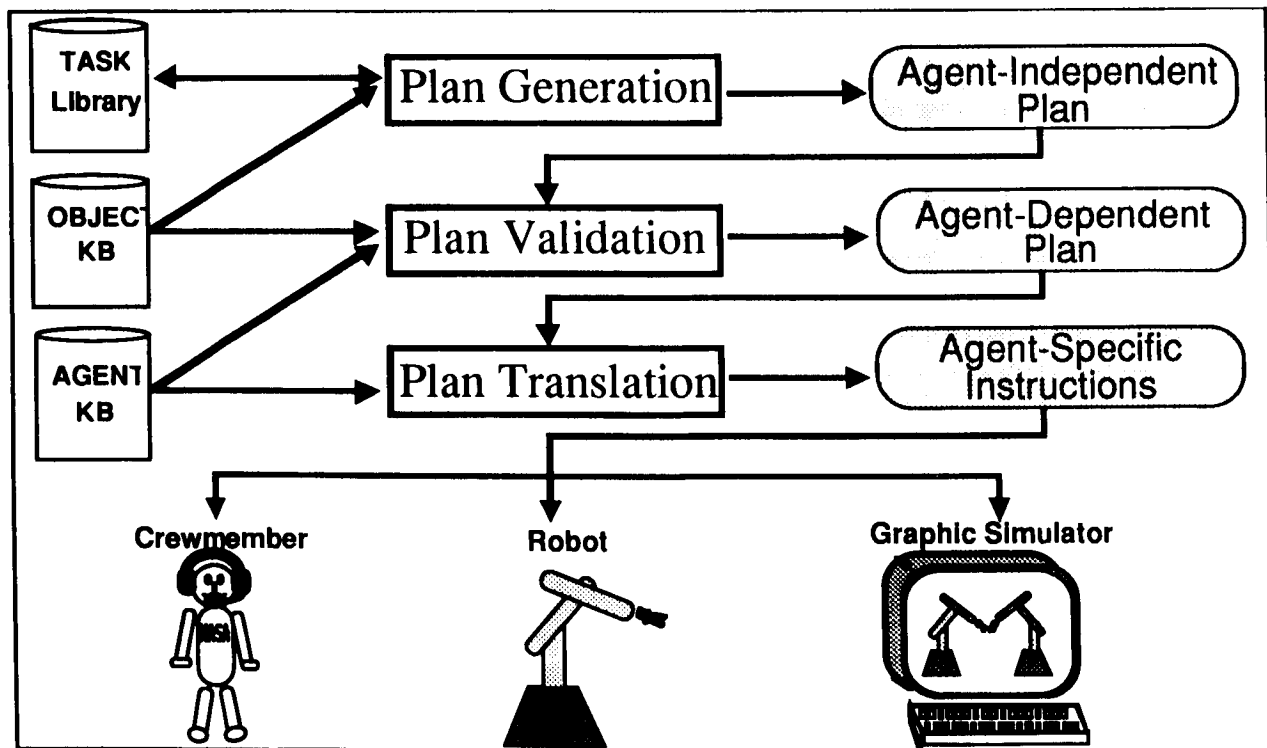 TASK
Library
Plan Generation
Agent-Independent
Plan
OBJECT
KB
Plan Validation
Agent-Dependent
Plan
AGENT
KB
Plan Translation
Agent-Specific
Instructions
Crewmember
Robot
Graphic Simulator
NASA